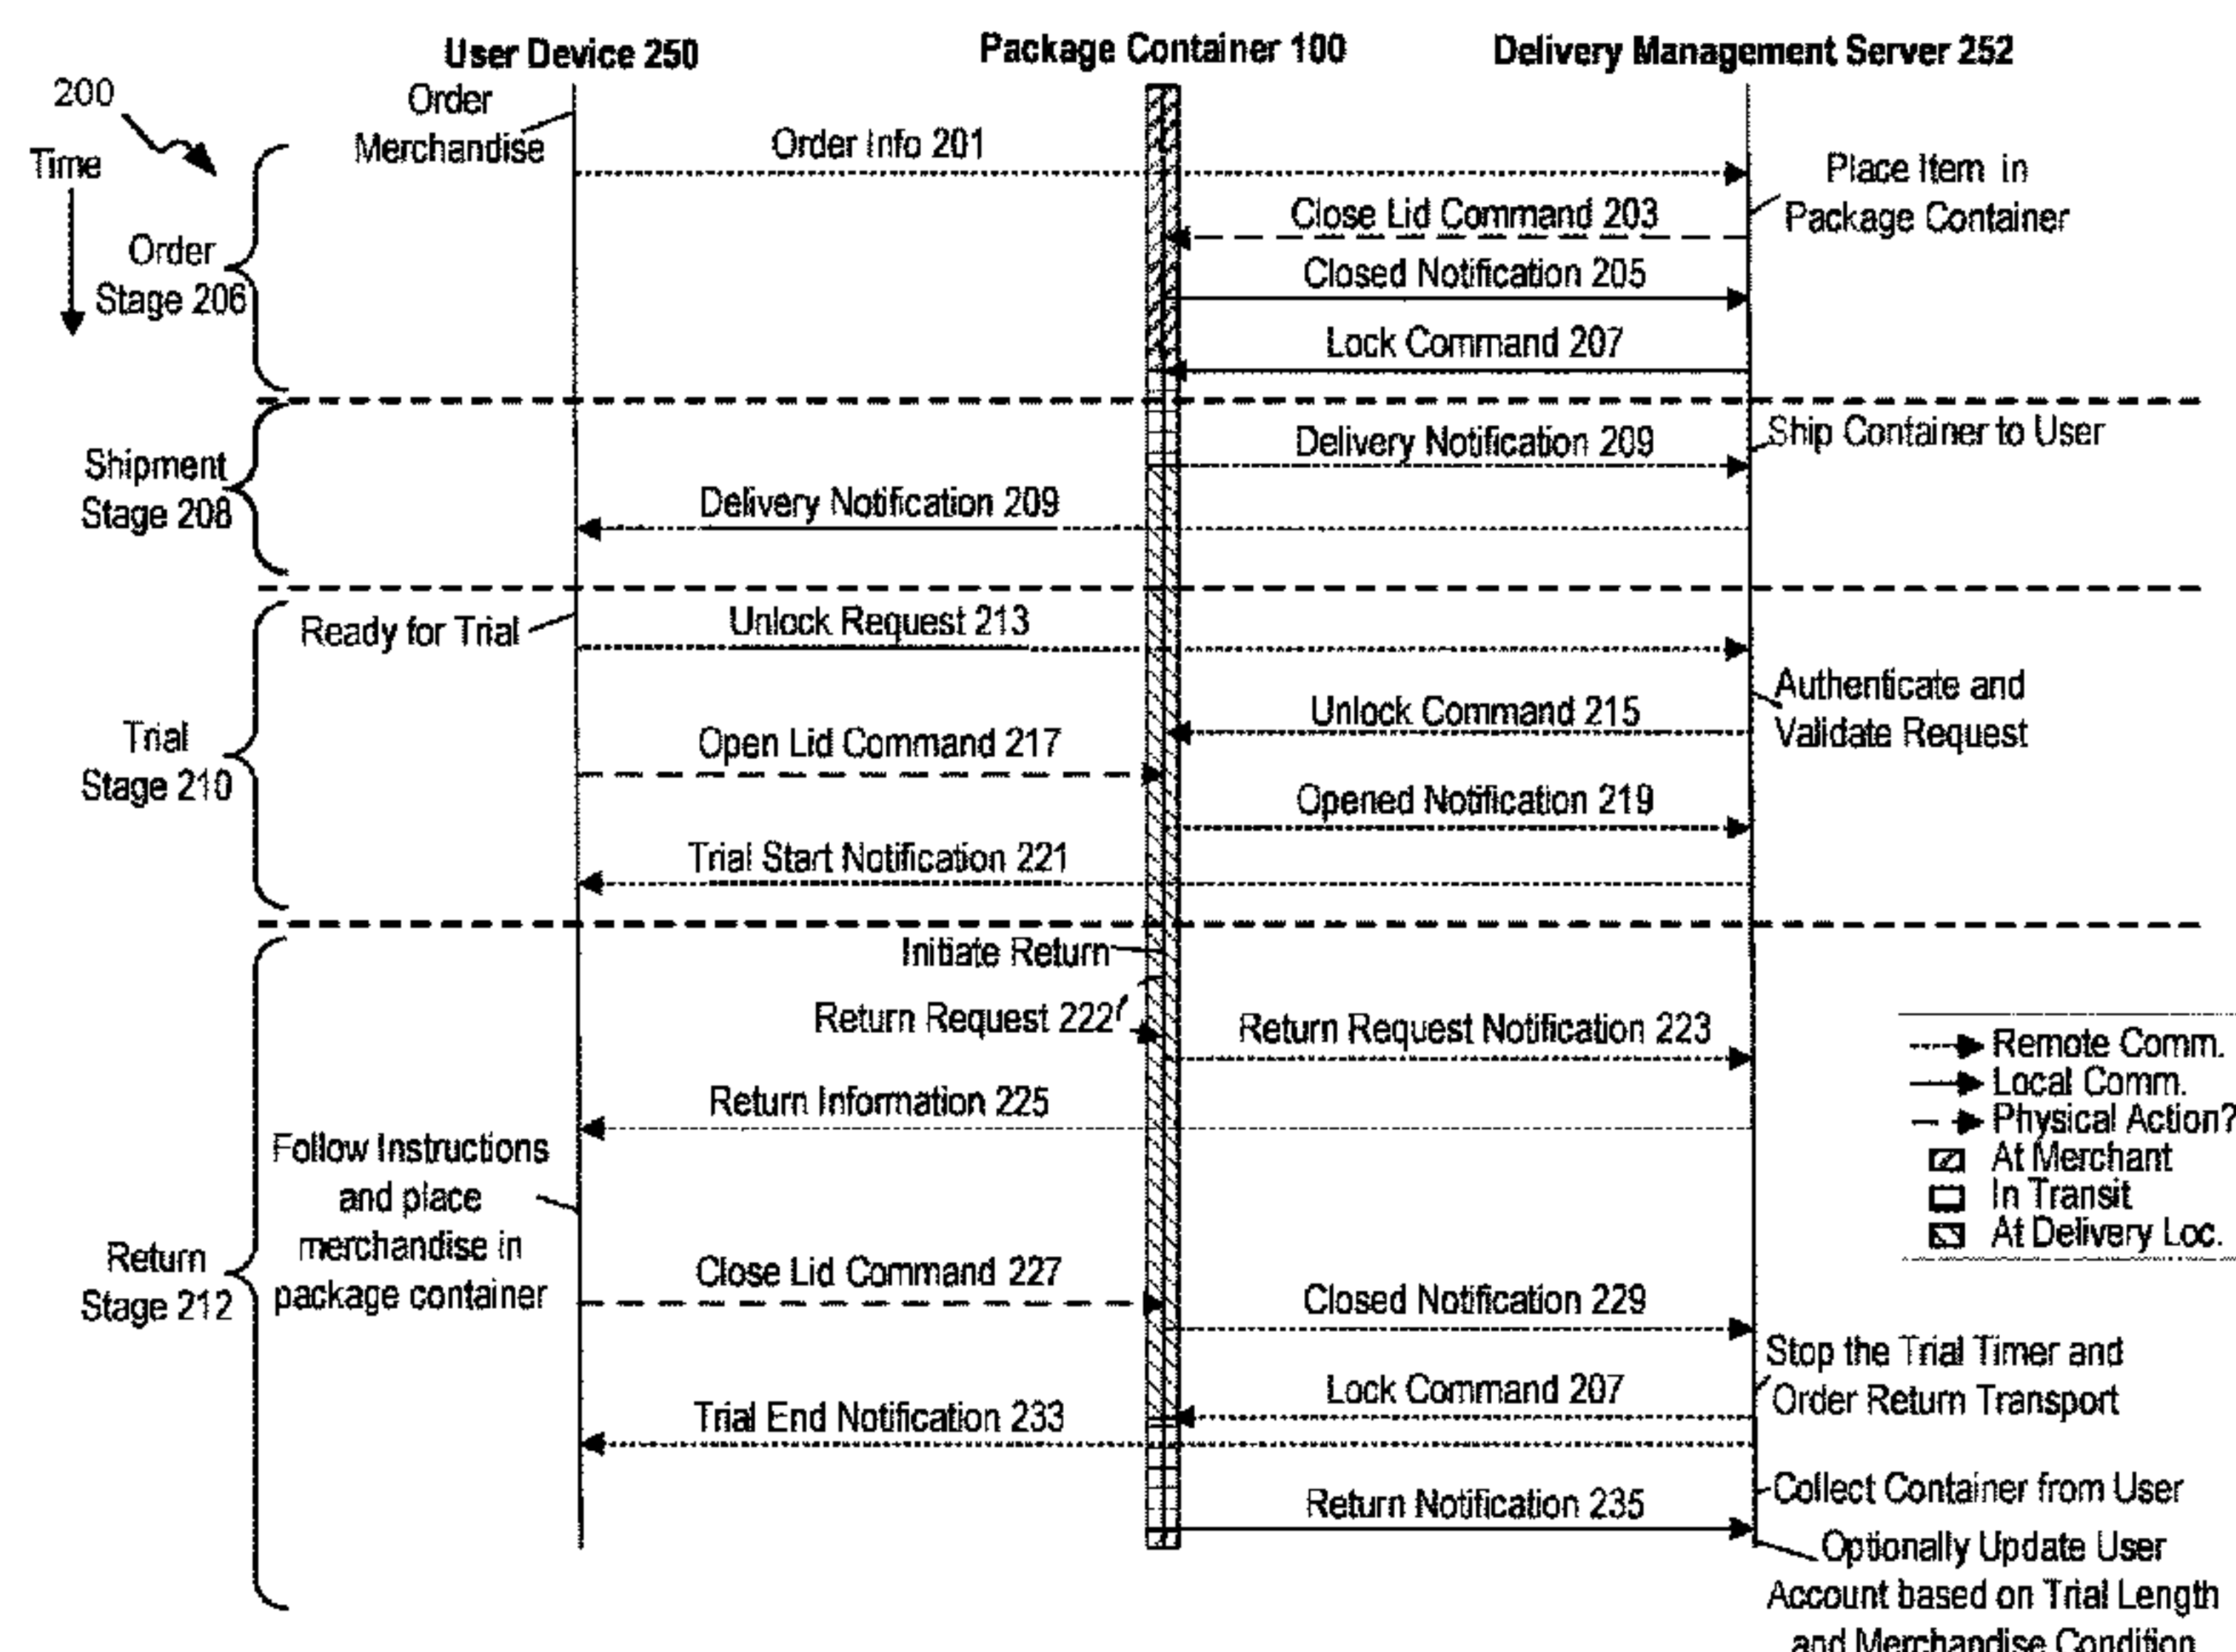 User Device 250
Package Container 100
Delivery Management Server 252
200
Time
Order
Merchandise
Order Info 201
Place Item in
Package Container
Close Lid Command 203
Order
Stage 206
Closed Notification 205
Lock Command 207
Ship Container to User
Delivery Notification 209
Shipment
Stage 208
Delivery Notification 209
Ready for Trial
Unlock Request 213
Authenticate and
Validate Request
Unlock Command 215
Trial
Stage 210
Open Lid Command 217
Opened Notification 219
Trial Start Notification 221
Initiate Return
Return Request 222
Return Request Notification 223
Remote Comm.
Local Comm.
Physical Action?
At Merchant
In Transit
At Delivery Loc.
Return Information 225
Follow Instructions
and place
merchandise in
package container
Return
Stage 212
Close Lid Command 227
Closed Notification 229
Stop the Trial Timer and
Order Return Transport
Lock Command 207
Trial End Notification 233
Collect Container from User
Return Notification 235
Optionally Update User
Account based on Trial Length
and Merchandise Condition